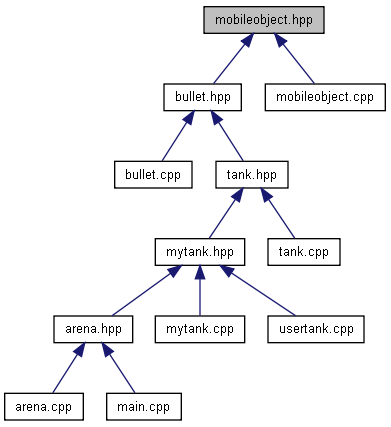 mobileobject.hpp
bullet.hpp
mobileobject.cpp
bullet.cpp
tank.hpp
mytank.hpp
tank.cpp
arena.hpp
mytank.cpp
usertank.cpp
arena.cpp
main.cpp